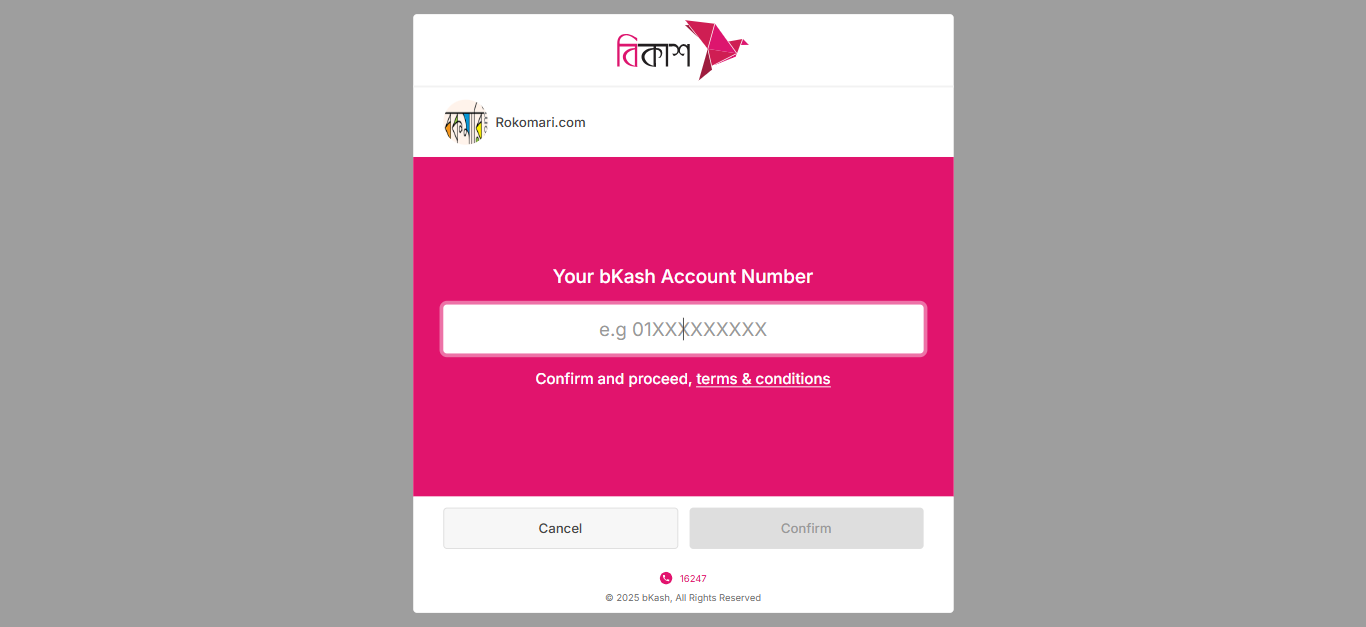 বিকাশ
রকমারি
Rokomari.com
Your bKash Account Number
e.g 01XXXXXXXXX
Confirm and proceed, terms & conditions
Cancel
Confirm
16247
© 2025 bKash, All Rights Reserved